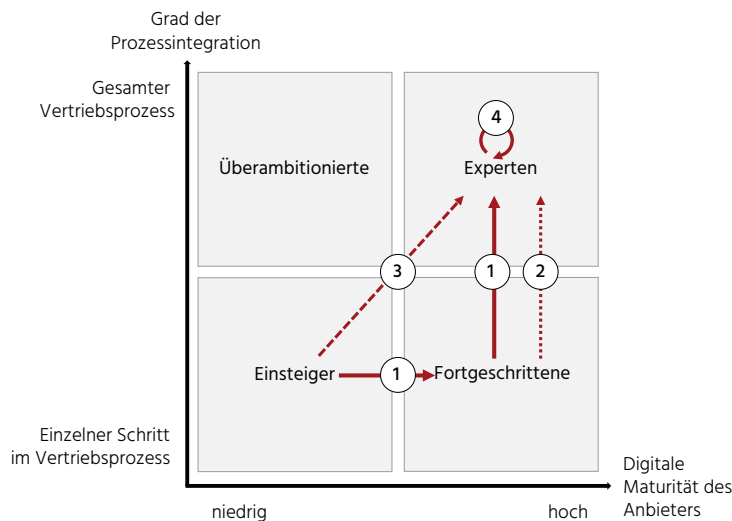 Grad der
Prozessintegration
Gesamter
Vertriebsprozess
4
Überambitionierte
Experten
3
1
2
Einsteiger
1
Fortgeschrittene
Einzelner Schritt
im Vertriebsprozess
Digitale
Maturität des
Anbieters
niedrig
hoch